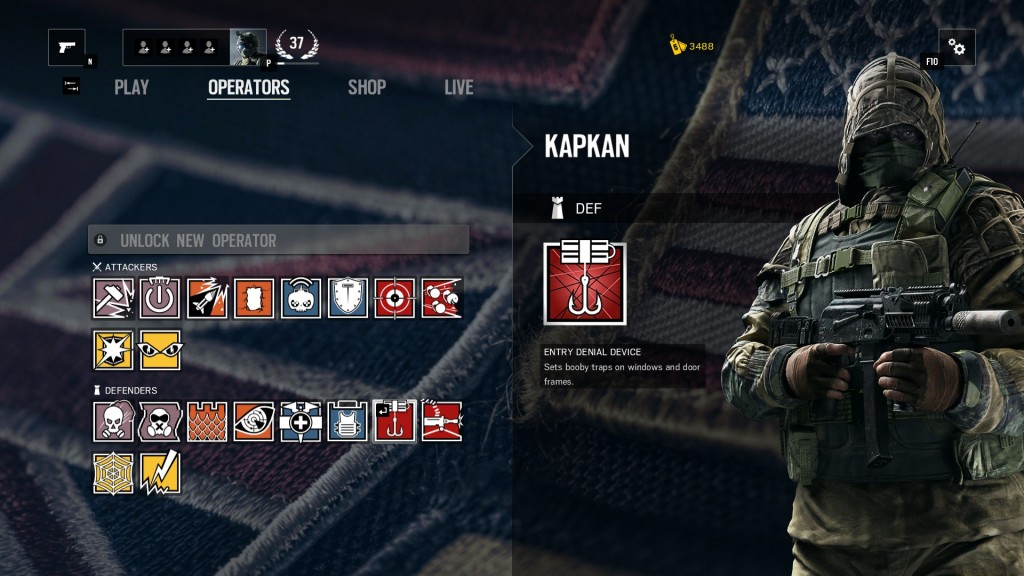 N
P
37
3488
F10
PLAY
OPERATORS
SHOP
LIVE
KAPKAN
DEF
UNLOCK NEW OPERATOR
ATTACKERS
DEFENDERS
ENTRY DENIAL DEVICE
Sets booby traps on windows and door
frames.